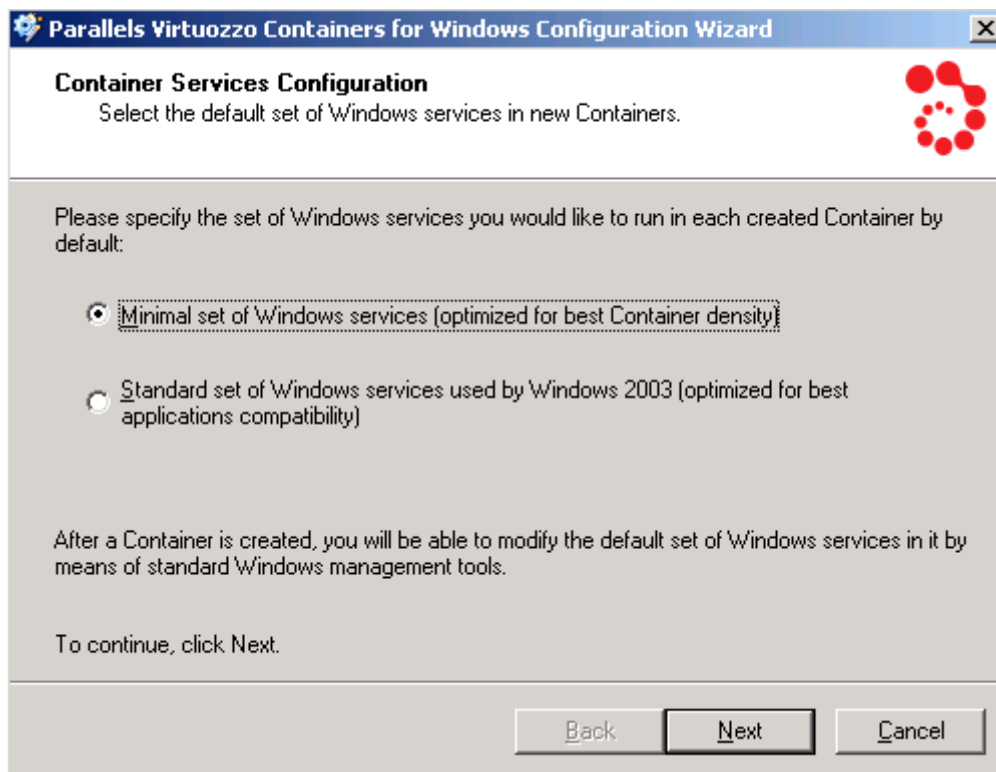 Parallels Virtuozzo Containers for Windows Configuration Wizard
Container Services Configuration
Select the default set of Windows services in new Containers.
Please specify the set of Windows services you would like to run in each created Container by
default:
Minimal set of Windows services (optimized for best Container density)
Standard set of Windows services used by Windows 2003 (optimized for best
applications compatibility)
After a Container is created, you will be able to modify the default set of Windows services in it by
means of standard Windows management tools.
To continue, click Next.
Back
Next
Cancel